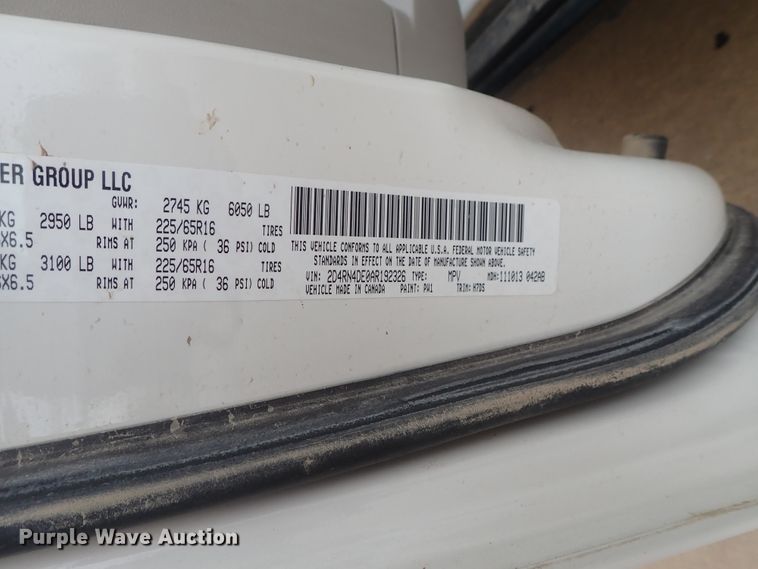 ER GROUP LLC
GVWR: 2745 KG 6050 LB
KG 2950 LB WITH 225/65R16 TIRES
X6.5 RIMS AT 250 KPA ( 36 PSI) COLD
KG 3100 LB WITH 225/65R16 TIRES
X6.5 RIMS AT 250 KPA ( 36 PSI) COLD
THIS VEHICLE CONFORMS TO ALL APPLICABLE U.S.A. FEDERAL MOTOR VEHICLE SAFETY
STANDARDS IN EFFECT ON THE DATE OF MANUFACTURE SHOWN ABOVE.
VIN: 2D4RN4DE0AR192326 TYPE: MPV MDH: 111013 042AB
VEHICLE MADE IN CANADA PAINT: PW1 TRIM: H7DS
Purple Wave Auction